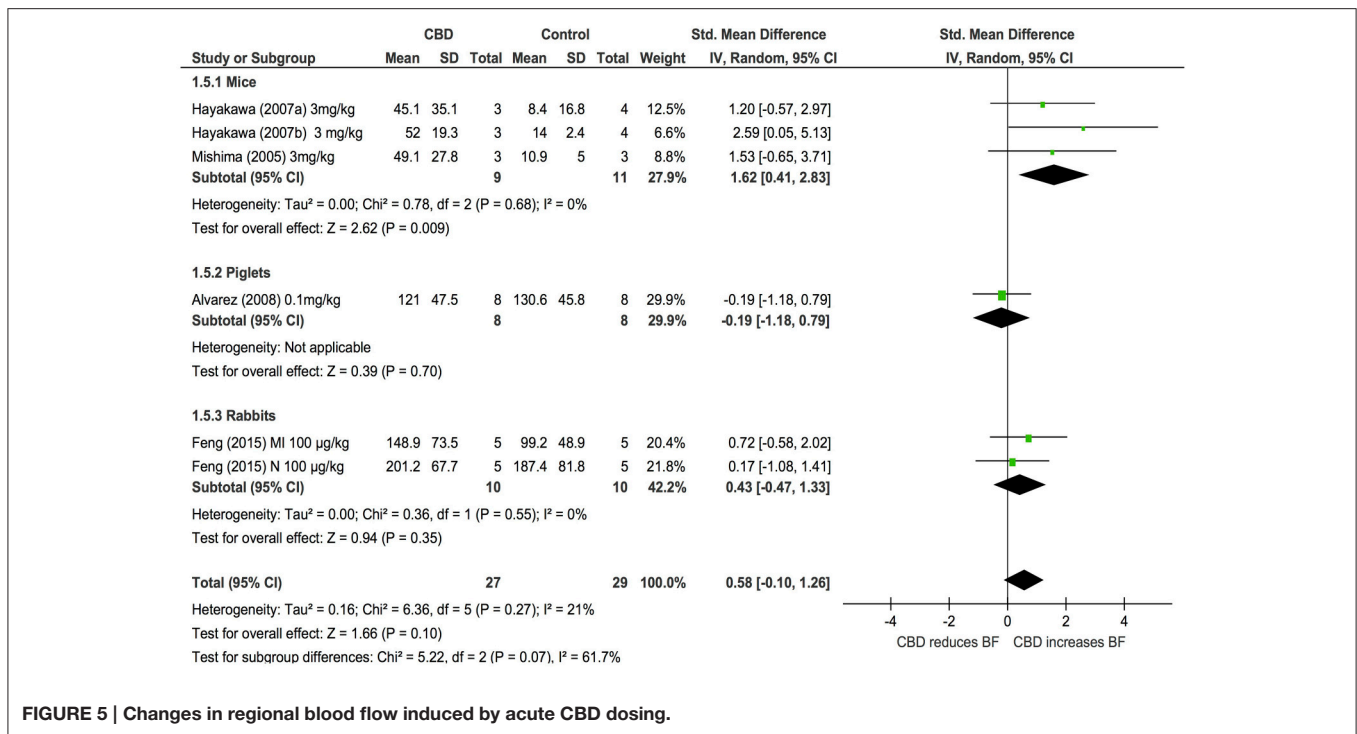 CBD Control Std. Mean Difference Std. Mean Difference
Study or Subgroup Mean SD Total Mean SD Total Weight IV, Random, 95% CI IV, Random, 95% CI
1.5.1 Mice
Hayakawa (2007a) 3mg/kg 45.1 35.1 3 8.4 16.8 4 12.5% 1.20 [-0.57, 2.97]
Hayakawa (2007b) 3 mg/kg 52 19.3 3 14 2.4 4 6.6% 2.59 [0.05, 5.13]
Mishima (2005) 3mg/kg 49.1 27.8 3 10.9 5 3 8.8% 1.53 [-0.65, 3.71]
Subtotal (95% CI) 9 11 27.9% 1.62 [0.41, 2.83]
Heterogeneity: Tau² = 0.00; Chi² = 0.78, df = 2 (P = 0.68); I² = 0%
Test for overall effect: Z = 2.62 (P = 0.009)
1.5.2 Piglets
Alvarez (2008) 0.1mg/kg 121 47.5 8 130.6 45.8 8 29.9% -0.19 [-1.18, 0.79]
Subtotal (95% CI) 8 8 29.9% -0.19 [-1.18, 0.79]
Heterogeneity: Not applicable
Test for overall effect: Z = 0.39 (P = 0.70)
1.5.3 Rabbits
Feng (2015) MI 100 µg/kg 148.9 73.5 5 99.2 48.9 5 20.4% 0.72 [-0.58, 2.02]
Feng (2015) N 100 µg/kg 201.2 67.7 5 187.4 81.8 5 21.8% 0.17 [-1.08, 1.41]
Subtotal (95% CI) 10 10 42.2% 0.43 [-0.47, 1.33]
Heterogeneity: Tau² = 0.00; Chi² = 0.36, df = 1 (P = 0.55); I² = 0%
Test for overall effect: Z = 0.94 (P = 0.35)
Total (95% CI) 27 29 100.0% 0.58 [-0.10, 1.26]
Heterogeneity: Tau² = 0.16; Chi² = 6.36, df = 5 (P = 0.27); I² = 21%
Test for overall effect: Z = 1.66 (P = 0.10)
Test for subgroup differences: Chi² = 5.22, df = 2 (P = 0.07), I² = 61.7%
-4 -2 0 2 4
CBD reduces BF CBD increases BF
FIGURE 5 | Changes in regional blood flow induced by acute CBD dosing.